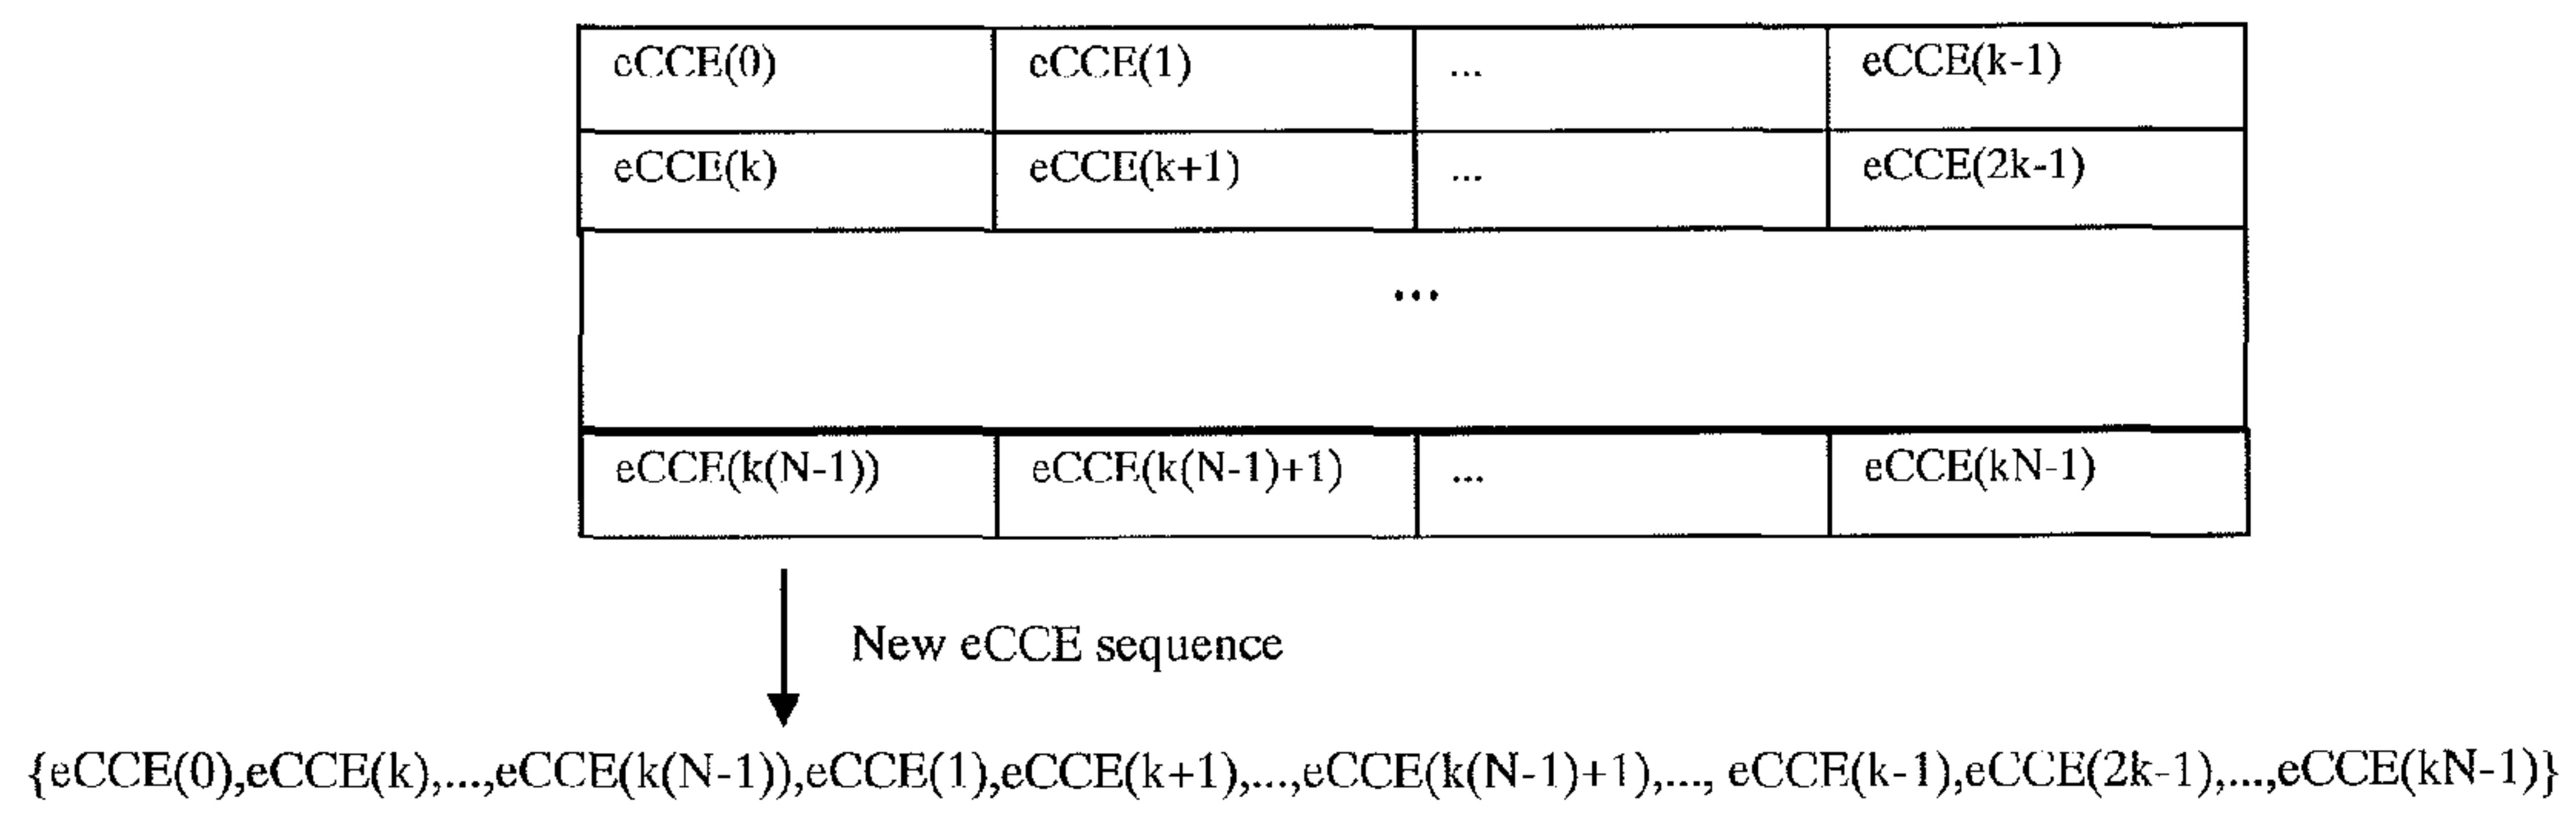 eCCE(0) eCCE(1) ... eCCE(k-1)
eCCE(k) eCCE(k+1) ... eCCE(2k-1)
...
eCCE(k(N-1)) eCCE(k(N-1)+1) ... eCCE(kN-1)
New eCCE sequence
{eCCE(0),eCCE(k),...,eCCE(k(N-1)),eCCE(1),eCCE(k+1),...,eCCE(k(N-1)+1),..., eCCE(k-1),eCCE(2k-1),...,eCCE(kN-1)}